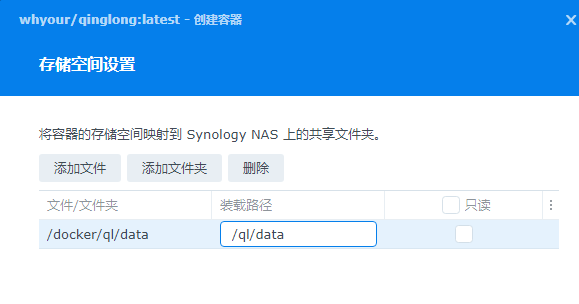 whyour/qinglong:latest - 创建容器
存储空间设置
将容器的存储空间映射到 Synology NAS 上的共享文件夹。
添加文件 添加文件夹 删除
文件/文件夹 装载路径 只读
/docker/ql/data /ql/data